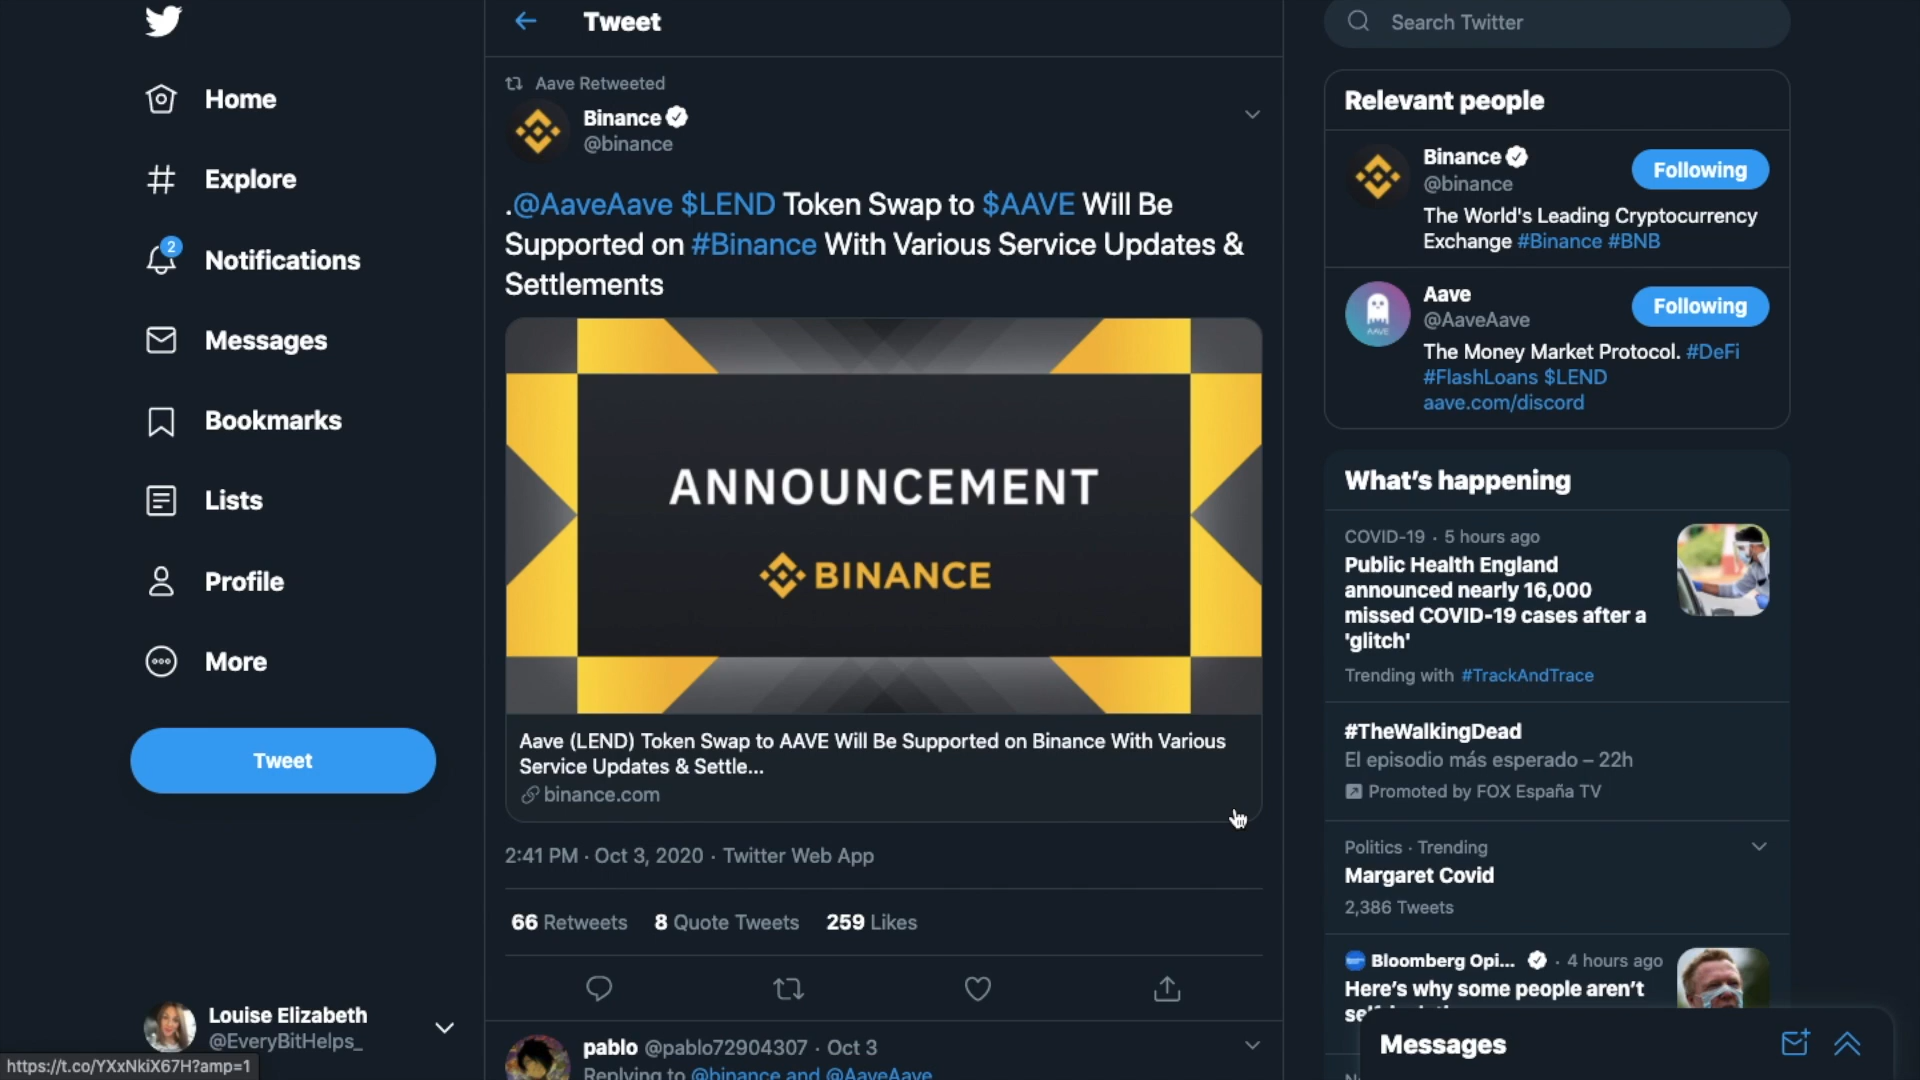 Home
Explore
2
Notifications
Messages
Bookmarks
Lists
Profile
More
Tweet
Louise Elizabeth
@EveryBitHelps_
https://t.co/YXxNkiX67H?amp=1
Tweet
Aave Retweeted
Binance
@binance
.@AaveAave $LEND Token Swap to $AAVE Will Be
Supported on #Binance With Various Service Updates &
Settlements
ANNOUNCEMENT
BINANCE
Aave (LEND) Token Swap to AAVE Will Be Supported on Binance With Various
Service Updates & Settle...
binance.com
2:41 PM · Oct 3, 2020 · Twitter Web App
66 Retweets 8 Quote Tweets 259 Likes
pablo @pablo72904307 · Oct 3
Replying to @binance and @AaveAave
Search Twitter
Relevant people
Binance
@binance
Following
The World's Leading Cryptocurrency
Exchange #Binance #BNB
AAVE
Aave
@AaveAave
Following
The Money Market Protocol. #DeFi
#FlashLoans $LEND
aave.com/discord
What's happening
COVID-19 · 5 hours ago
Public Health England
announced nearly 16,000
missed COVID-19 cases after a
'glitch'
Trending with #TrackAndTrace
#TheWalkingDead
El episodio más esperado – 22h
Promoted by FOX España TV
Politics · Trending
Margaret Covid
2,386 Tweets
Bloomberg Opi... · 4 hours ago
Here's why some people aren't
Messages